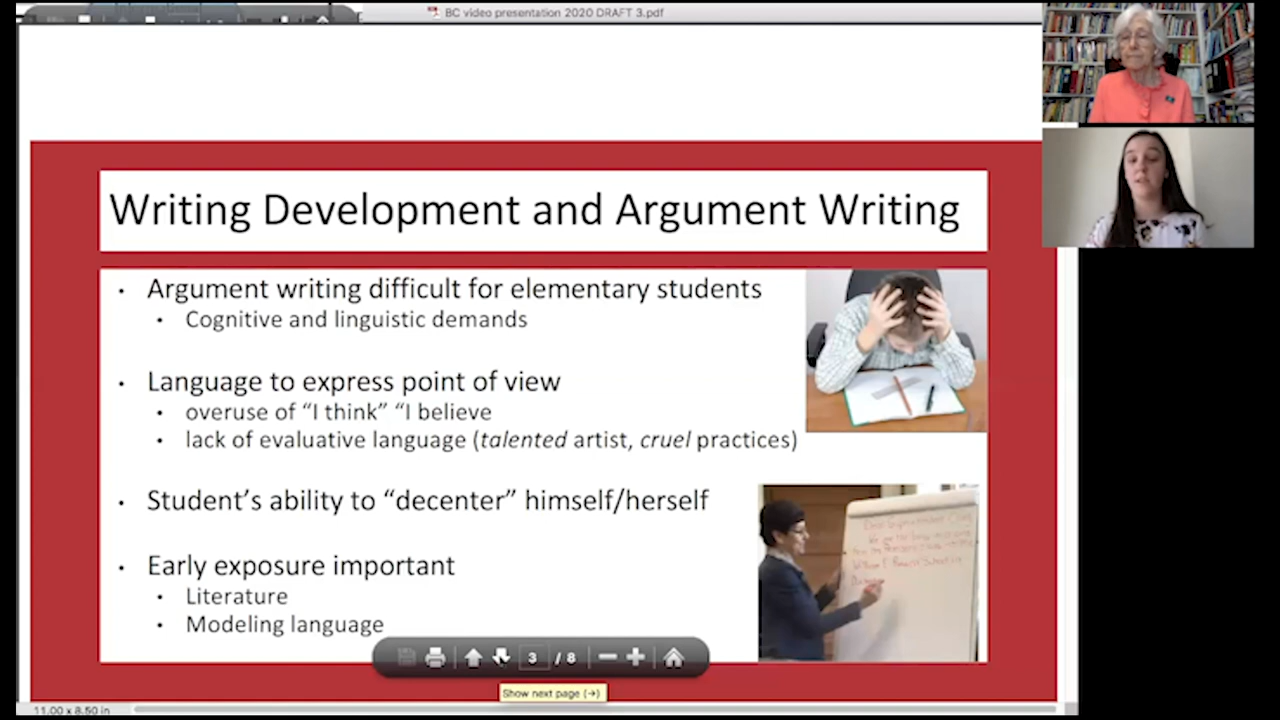 BC video presentation 2020 DRAFT 3.pdf
Writing Development and Argument Writing
• Argument writing difficult for elementary students
• Cognitive and linguistic demands
• Language to express point of view
• overuse of “I think” “I believe
• lack of evaluative language (talented artist, cruel practices)
• Student’s ability to “decenter” himself/herself
• Early exposure important
• Literature
• Modeling language
3 / 8
Show next page (→)
11.00 x 8.50 in